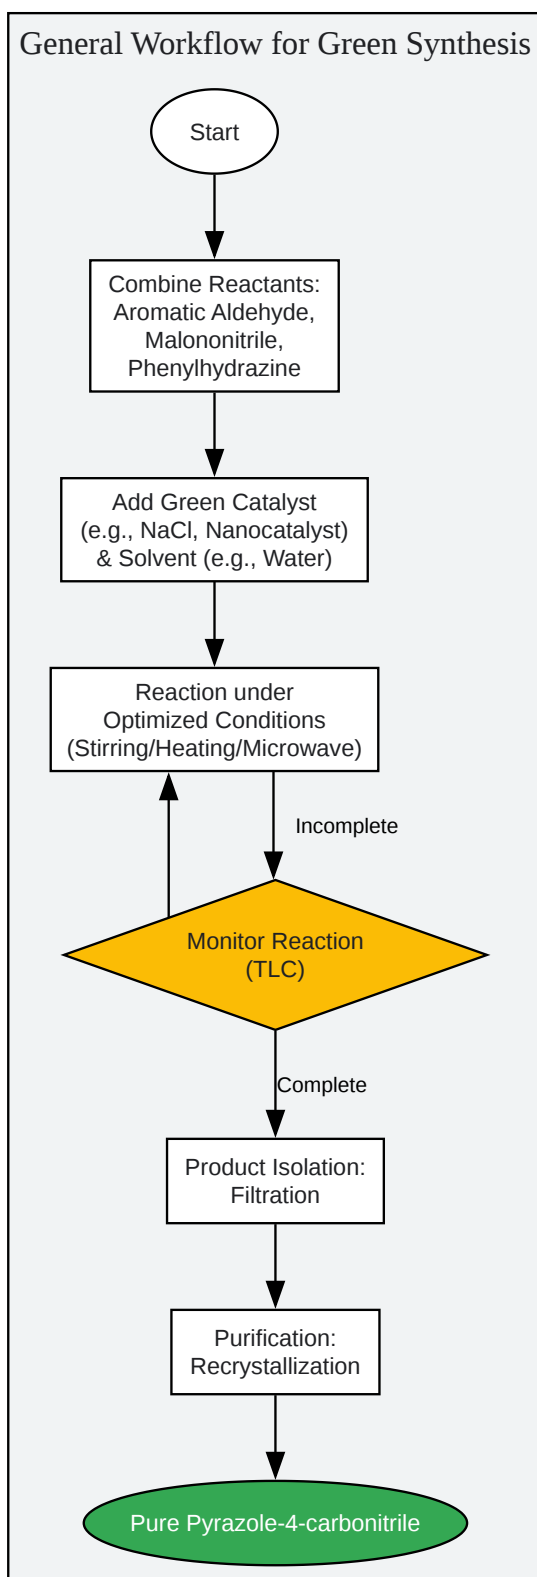 General Workflow for Green Synthesis
Start
Combine Reactants:
Aromatic Aldehyde,
Malononitrile,
Phenylhydrazine
Add Green Catalyst
(e.g., NaCl, Nanocatalyst)
& Solvent (e.g., Water)
Reaction under
Optimized Conditions
(Stirring/Heating/Microwave)
Incomplete
Monitor Reaction
(TLC)
Complete
Product Isolation:
Filtration
Purification:
Recrystallization
Pure Pyrazole-4-carbonitrile